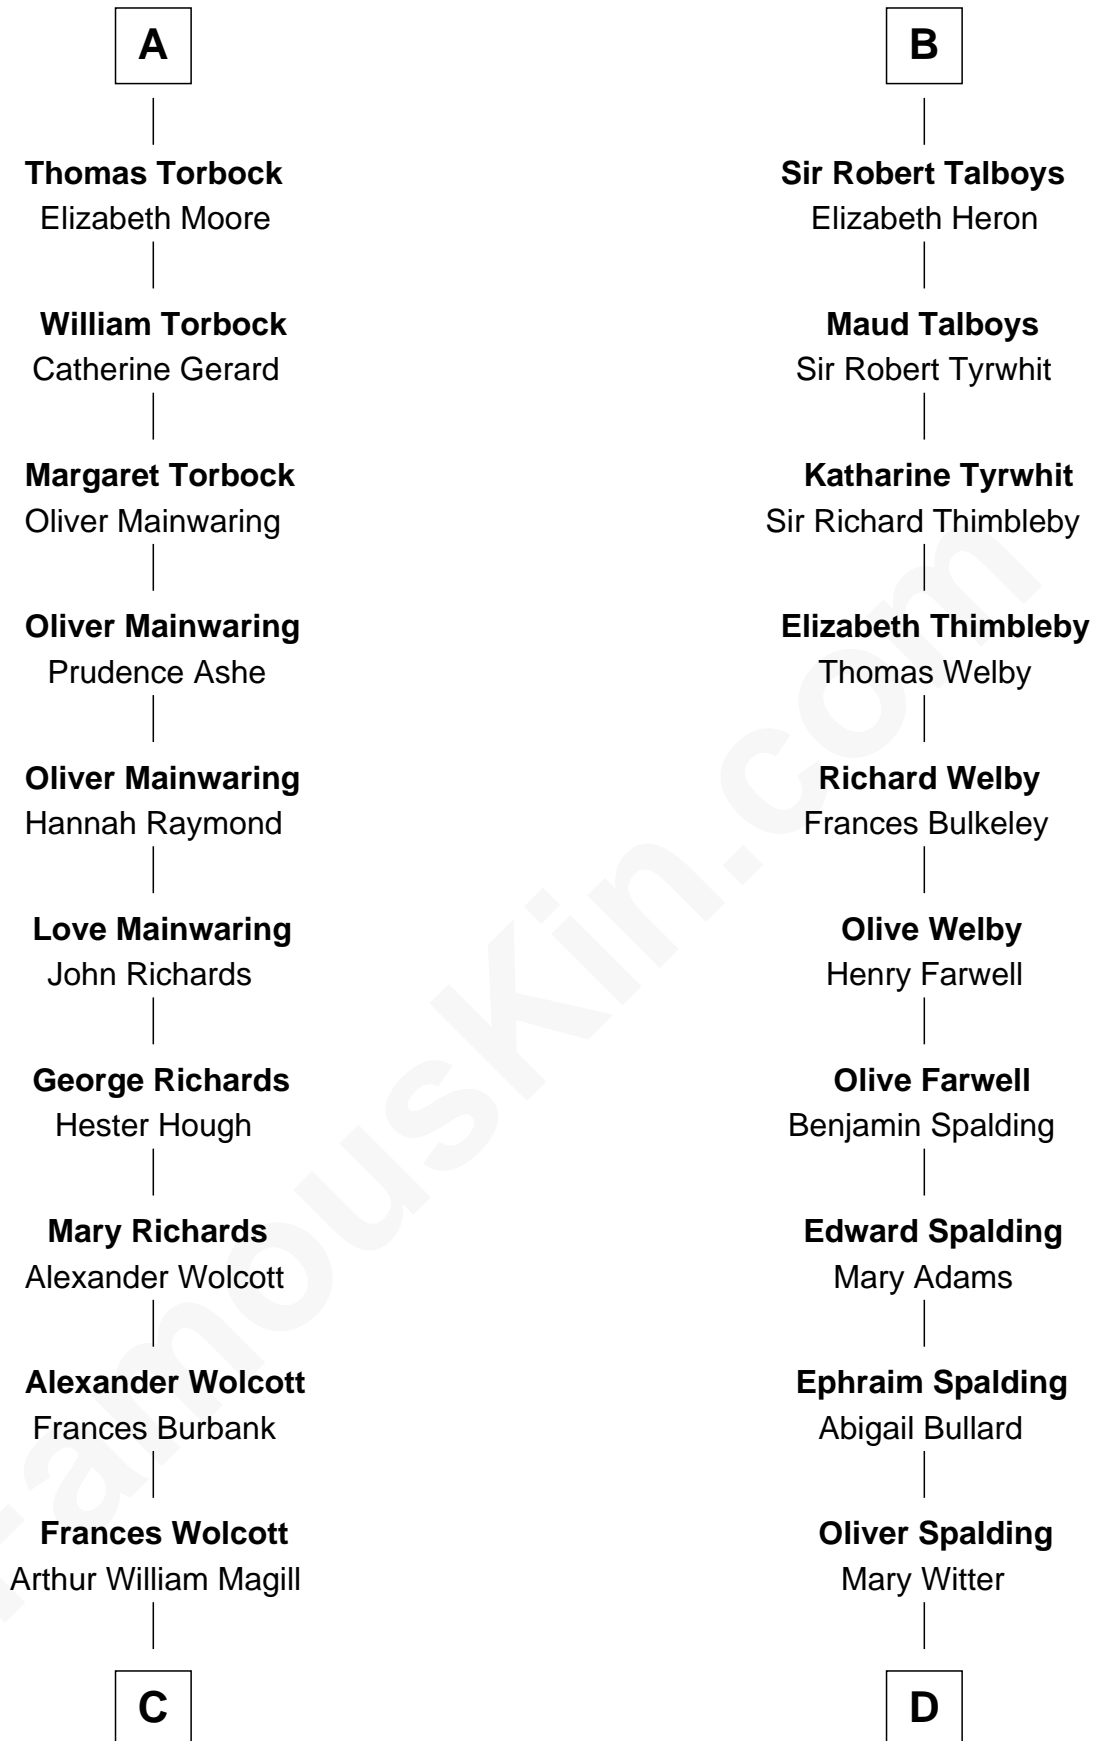 A
Thomas Torbock
Elizabeth Moore
William Torbock
Catherine Gerard
Margaret Torbock
Oliver Mainwaring
Oliver Mainwaring
Prudence Ashe
Oliver Mainwaring
Hannah Raymond
Love Mainwaring
John Richards
George Richards
Hester Hough
Mary Richards
Alexander Wolcott
Alexander Wolcott
Frances Burbank
Frances Wolcott
Arthur William Magill
C
B
Sir Robert Talboys
Elizabeth Heron
Maud Talboys
Sir Robert Tyrwhit
Katharine Tyrwhit
Sir Richard Thimbleby
Elizabeth Thimbleby
Thomas Welby
Richard Welby
Frances Bulkeley
Olive Welby
Henry Farwell
Olive Farwell
Benjamin Spalding
Edward Spalding
Mary Adams
Ephraim Spalding
Abigail Bullard
Oliver Spalding
Mary Witter
D
FamousKin.com